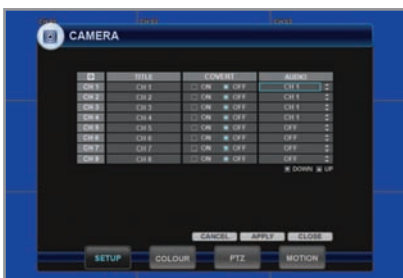 CAMERA
TITLE COVERT AUDIO
CH 1 CH 1 ON OFF CH 1
CH 2 CH 2 ON OFF CH 1
CH 3 CH 3 ON OFF CH 1
CH 4 CH 4 ON OFF CH 1
CH 5 CH 5 ON OFF OFF
CH 6 CH 6 ON OFF OFF
CH 7 CH 7 ON OFF OFF
CH 8 CH 8 ON OFF OFF
DOWN UP
CANCEL APPLY CLOSE
SETUP COLOUR PTZ. MOTION